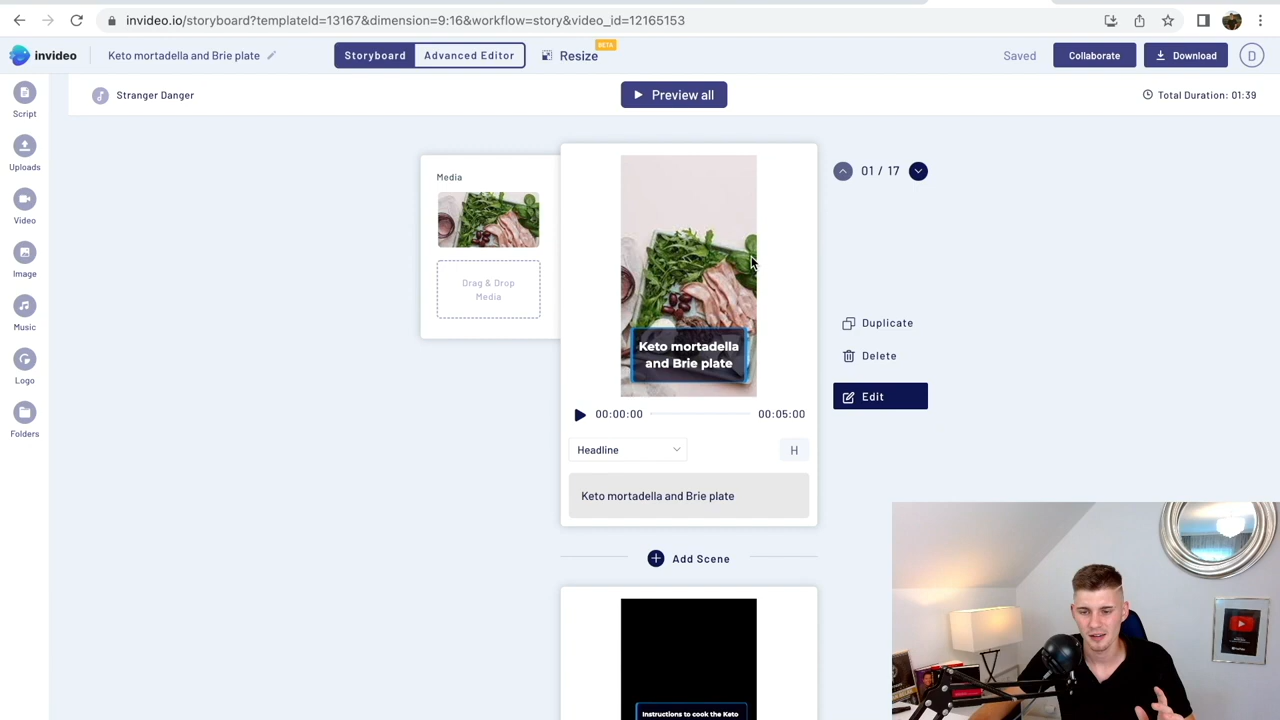 invideo.io/storyboard?templateId=13167&dimension=9:16&workflow=story&video_id=12165153
invideo
Keto mortadella and Brie plate
Storyboard
Advanced Editor
Resize
BETA
Saved
Collaborate
Download
D
Script
Uploads
Video
Image
Music
Logo
Folders
Stranger Danger
Preview all
Total Duration: 01:39
Media
Drag & Drop
Media
Keto mortadella
and Brie plate
00:00:00
00:05:00
Headline
H
Keto mortadella and Brie plate
01 / 17
Duplicate
Delete
Edit
Add Scene
Instructions to cook the Keto